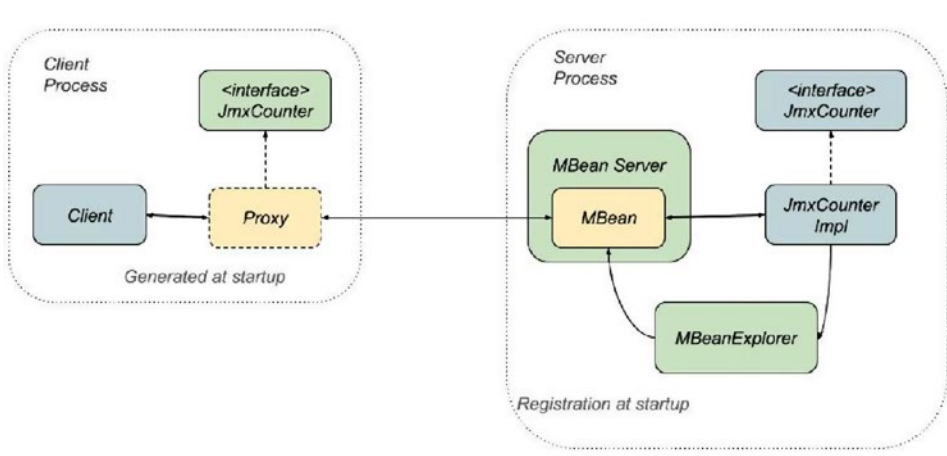 Client
Process
<interface>
JmxCounter
Client
Proxy
Generated at startup
Server
Process
<interface>
JmxCounter
MBean Server
MBean
JmxCounter
Impl
MBeanExplorer
Registration at startup